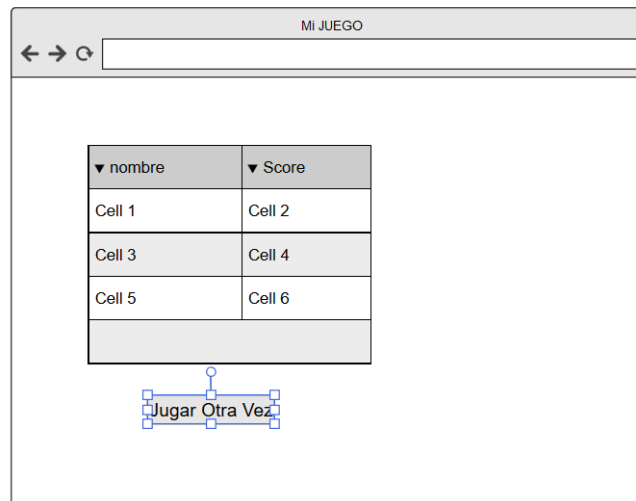 Mi JUEGO
nombre Score
Cell 1 Cell 2
Cell 3 Cell 4
Cell 5 Cell 6
Jugar Otra Vez